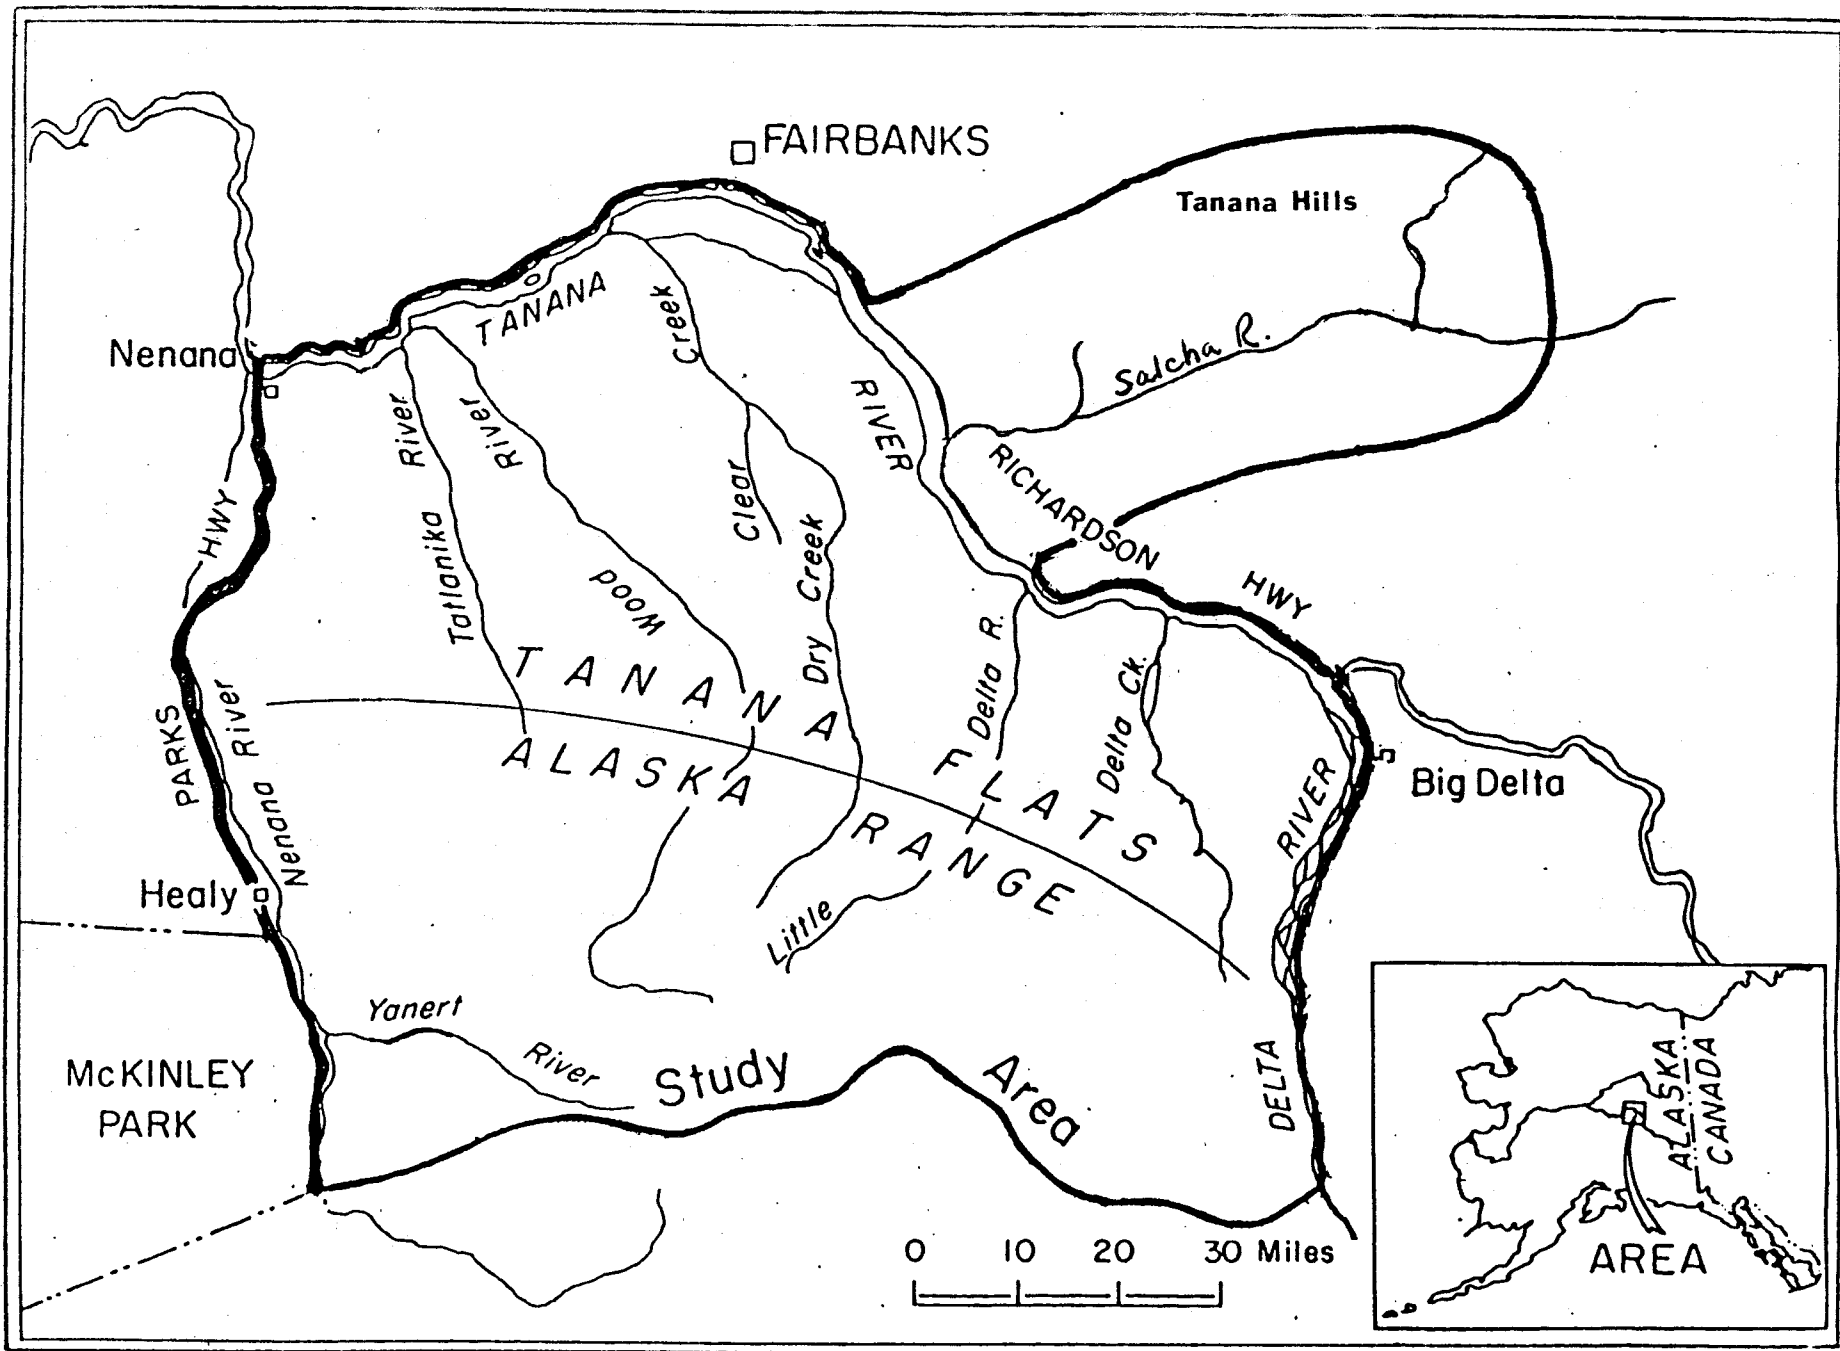 FAIRBANKS
Tanana Hills
TANANA
Creek
Nenana
Salcha R.
RIVER
River
River
Clear
RICHARDSON
HWY
HWY
Tatlanika
Wood
Dry Creek
Delta R.
Delta Ck.
TANANA
FLATS
PARKS
Nenana River
Nenana River
ALASKA
RANGE
RIVER
Big Delta
Healy
Little
Yanert
River
Study
Area
McKINLEY
PARK
DELTA
0 10 20 30 Miles
ALASKA
CANADA
AREA